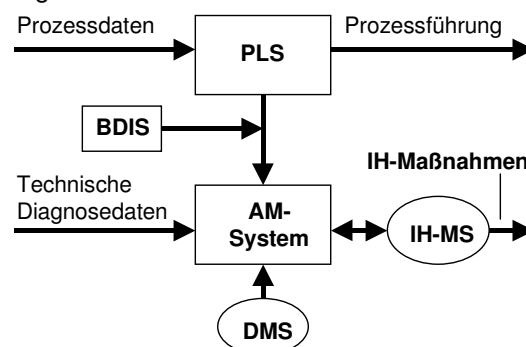 Prozessdaten
Prozessführung
PLS
BDIS
IH-Maßnahmen
Technische
Diagnosedaten
AM-
System
IH-MS
DMS